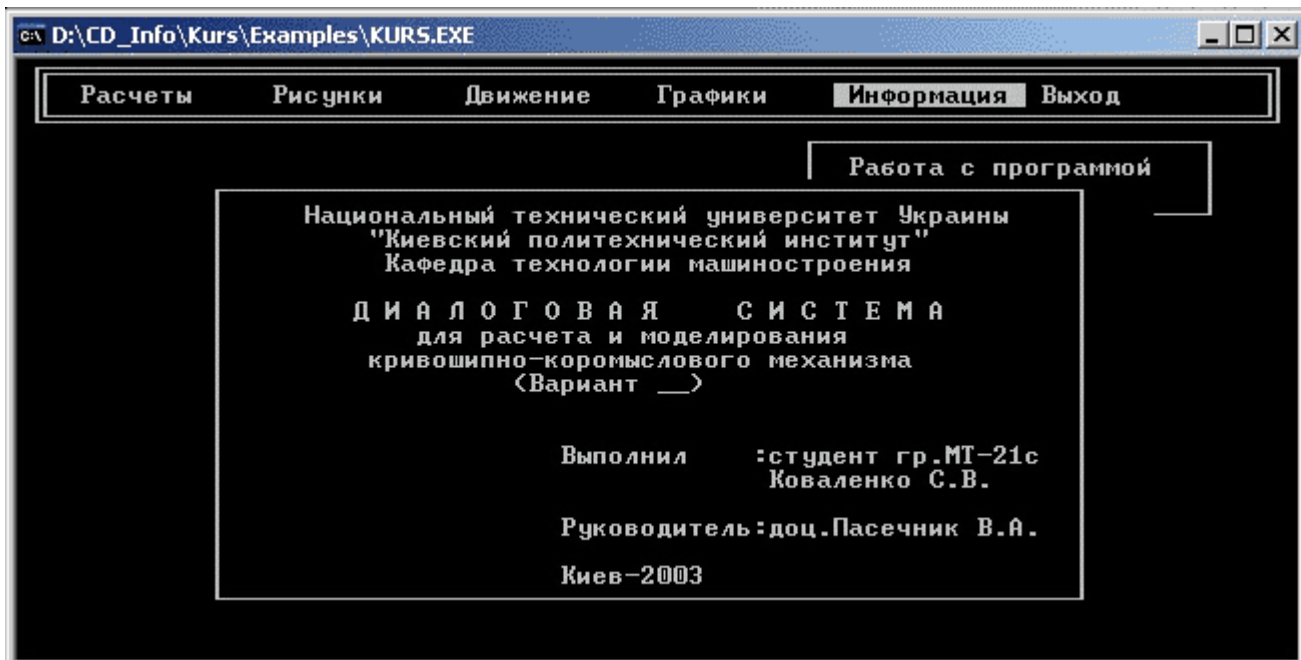 D:\CD_Info\Kurs\Examples\KURS.EXE
Расчеты Рисунки Движение Графики Информация Выход
Работа с программой
Национальный технический университет Украины
"Киевский политехнический институт"
Кафедра технологии машиностроения
Д И А Л О Г О В А Я С И С Т Е М А
для расчета и моделирования
кривошипно-коромыслового механизма
(Вариант __)
Выполнил :студент гр.МТ-21с
Коваленко С.В.
Руководитель:доц.Пасечник В.А.
Киев-2003